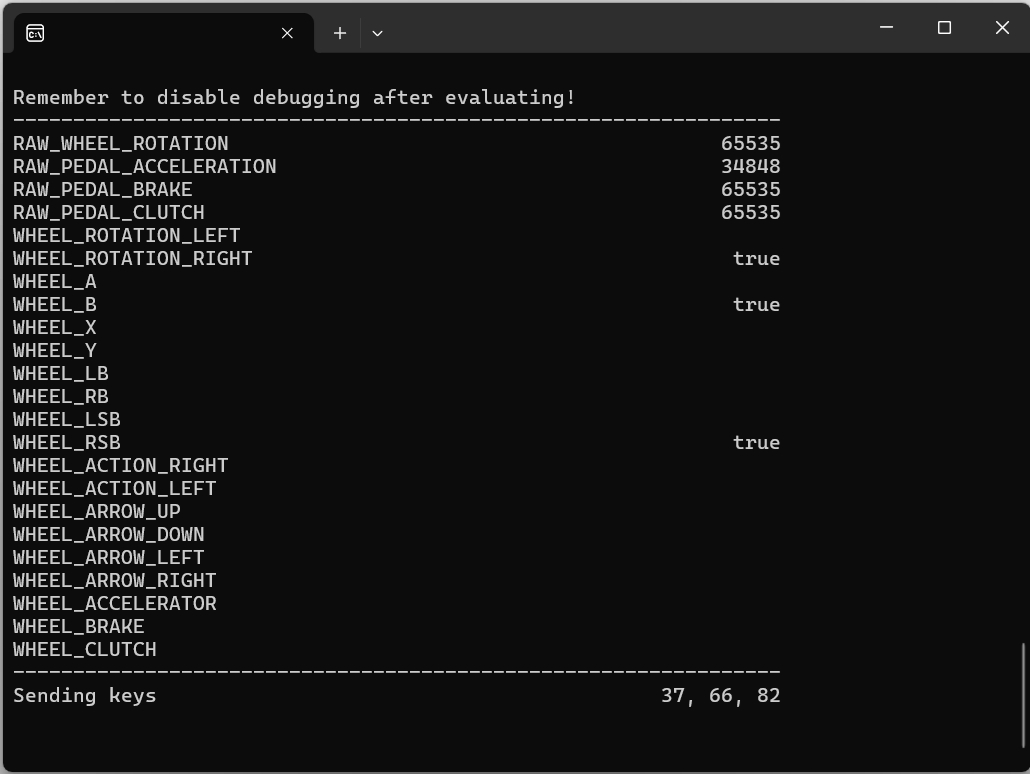 Remember to disable debugging after evaluating!
----------------------------------------------------------------
RAW_WHEEL_ROTATION 65535
RAW_PEDAL_ACCELERATION 34848
RAW_PEDAL_BRAKE 65535
RAW_PEDAL_CLUTCH 65535
WHEEL_ROTATION_LEFT
WHEEL_ROTATION_RIGHT true
WHEEL_A
WHEEL_B true
WHEEL_X
WHEEL_Y
WHEEL_LB
WHEEL_RB
WHEEL_LSB
WHEEL_RSB true
WHEEL_ACTION_RIGHT
WHEEL_ACTION_LEFT
WHEEL_ARROW_UP
WHEEL_ARROW_DOWN
WHEEL_ARROW_LEFT
WHEEL_ARROW_RIGHT
WHEEL_ACCELERATOR
WHEEL_BRAKE
WHEEL_CLUTCH
----------------------------------------------------------------
Sending keys 37, 66, 82